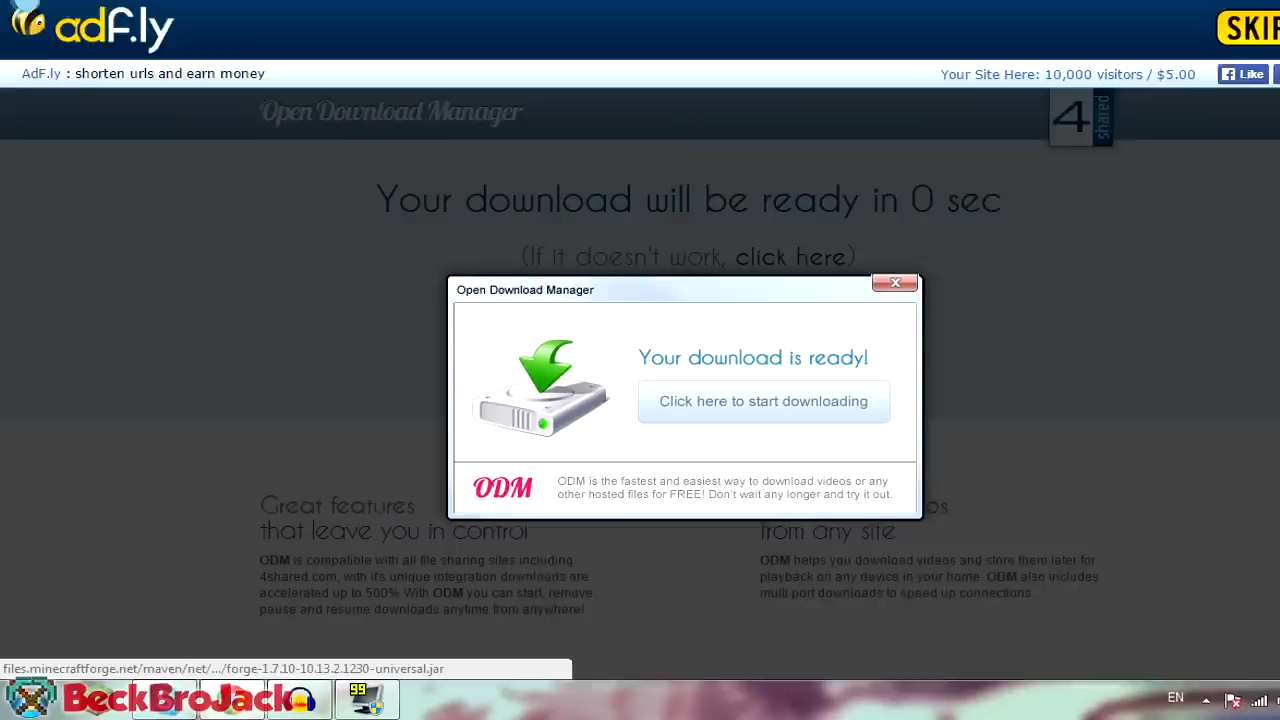 adF.ly
SKIP
AdF.ly : shorten urls and earn money
Your Site Here: 10,000 visitors / $5.00
Like
Open Download Manager
4 shared
Your download will be ready in 0 sec
(If it doesn't work, click here)
Open Download Manager
Your download is ready!
Click here to start downloading
ODM
ODM is the fastest and easiest way to download videos or any
other hosted files for FREE! Don't wait any longer and try it out.
Great features
that leave you in control
ODM is compatible with all file sharing sites including
4shared.com, with it's unique integration downloads are
accelerated up to 500% With ODM you can start, remove,
pause and resume downloads anytime from anywhere!
os
from any site
ODM helps you download videos and store them later for
playback on any device in your home. ODM also includes
multi port downloads to speed up connections.
files.minecraftforge.net/maven/net/.../forge-1.7.10-10.13.2.1230-universal.jar
BeckBroJack
99
EN